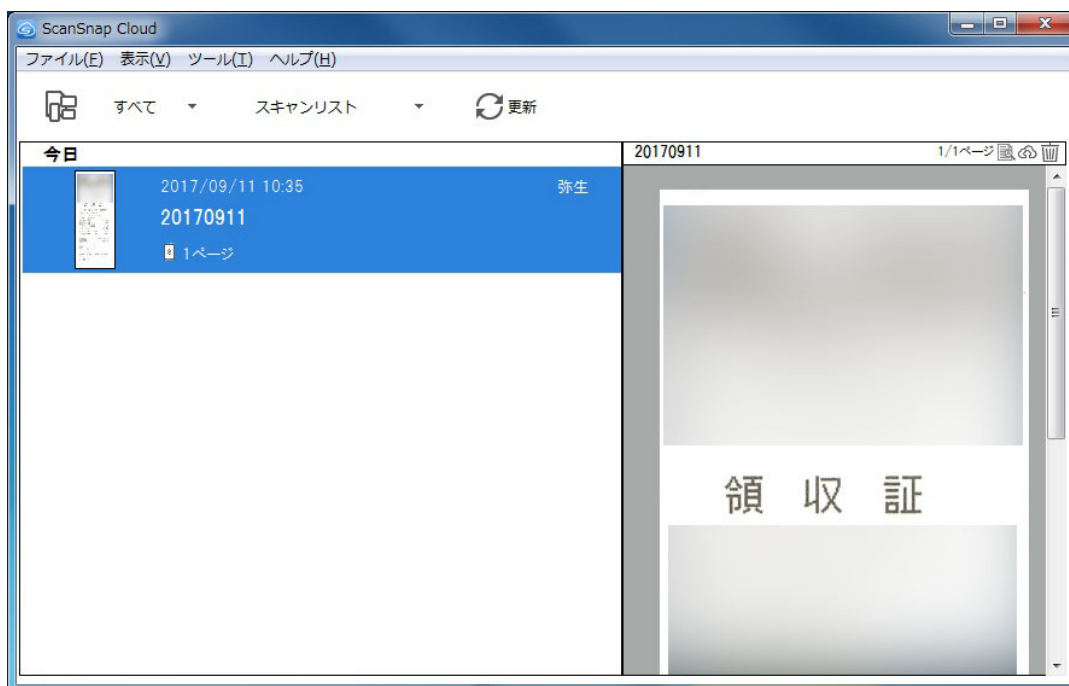 ScanSnap Cloud
ファイル(F) 表示(V) ツール(T) ヘルプ(H)
すべて スキャンリスト 更新
今日
2017/09/11 10:35 弥生
20170911
1ページ
20170911 1/1ページ
領収証